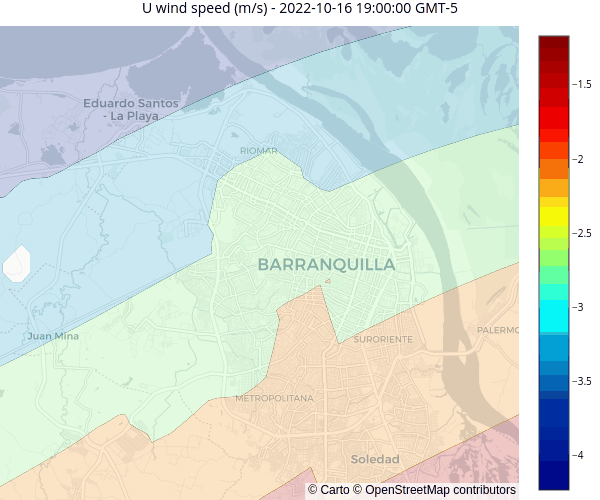 U wind speed (m/s) - 2022-10-16 19:00:00 GMT-5
Eduardo Santos
- La Playa
RIOMAR
BARRANQUILLA
Juan Mina
SURORIENTE
PALERMO
METROPOLITANA
Soledad
© Carto © OpenStreetMap contributors
−1.5
−2
−2.5
−3
−3.5
−4